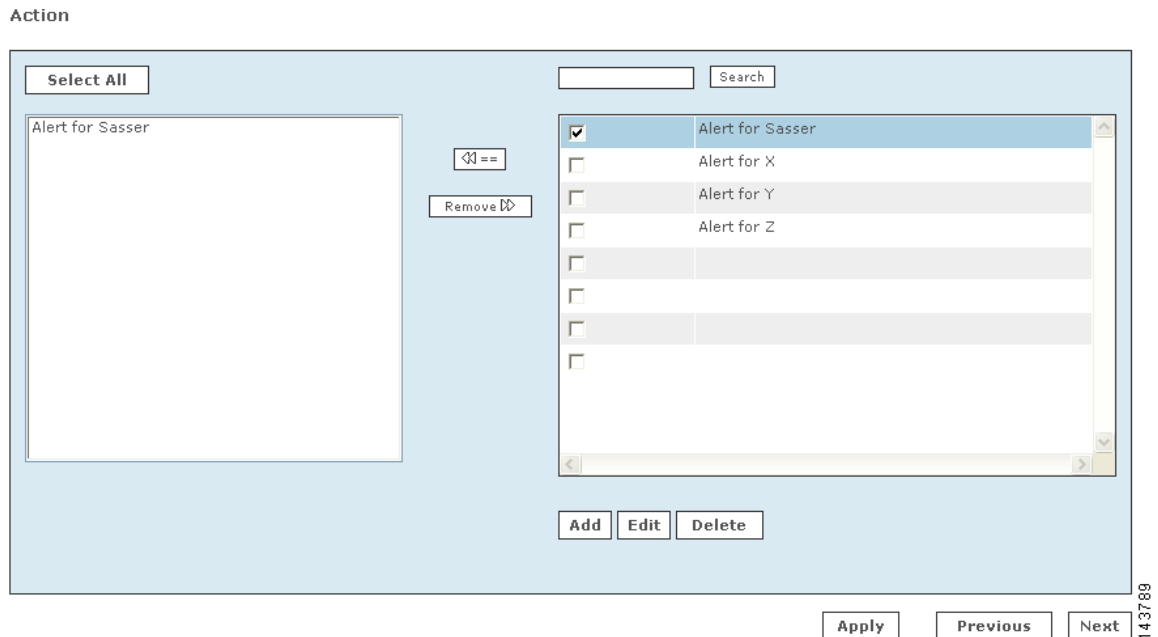 Action
Select All
Search
Alert for Sasser
==
Remove
Alert for Sasser
Alert for X
Alert for Y
Alert for Z
Add Edit Delete
Apply Previous Next
143789